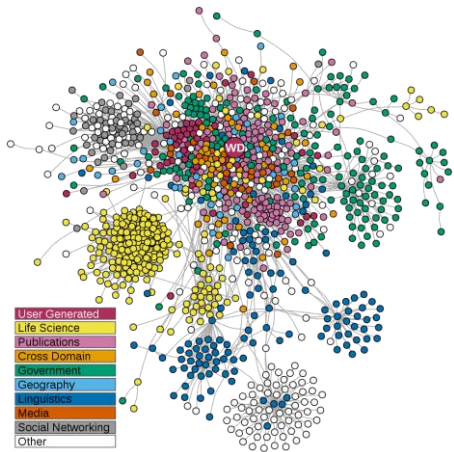 WD
User Generated
Life Science
Publications
Cross Domain
Government
Geography
Linguistics
Media
Social Networking
Other